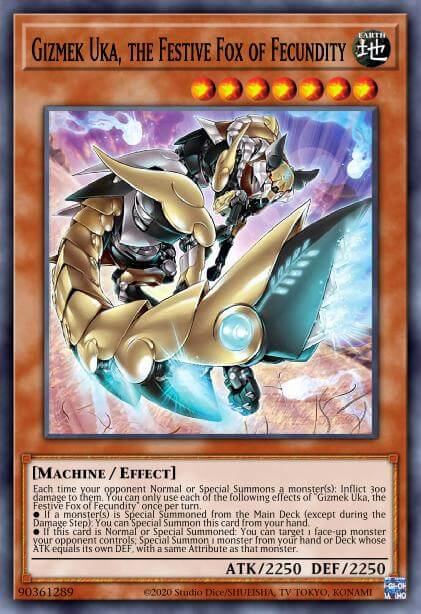 GIZMEK UKA, THE FESTIVE FOX OF FECUNDITY
EARTH
地
[MACHINE / EFFECT]
Each time your opponent Normal or Special Summons a monster(s): Inflict 300
damage to them. You can only use each of the following effects of "Gizmek Uka, the
Festive Fox of Fecundity" once per turn.
● If a monster(s) is Special Summoned from the Main Deck (except during the
Damage Step): You can Special Summon this card from your hand.
● If this card is Normal or Special Summoned: You can target 1 face-up monster
your opponent controls; Special Summon 1 monster from your hand or Deck whose
ATK equals its own DEF, with a same Attribute as that monster.
ATK/2250 DEF/2250
90361289
©2020 Studio Dice/SHUEISHA, TV TOKYO, KONAMI